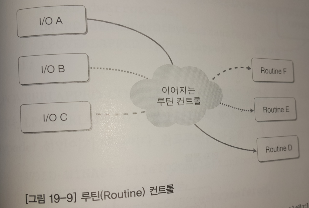 I/O A
I/O B
I/O C
이어지는
루틴 컨트롤
Routine F
Routine E
Routine D
[그림 19-9] 루틴(Routine) 컨트롤